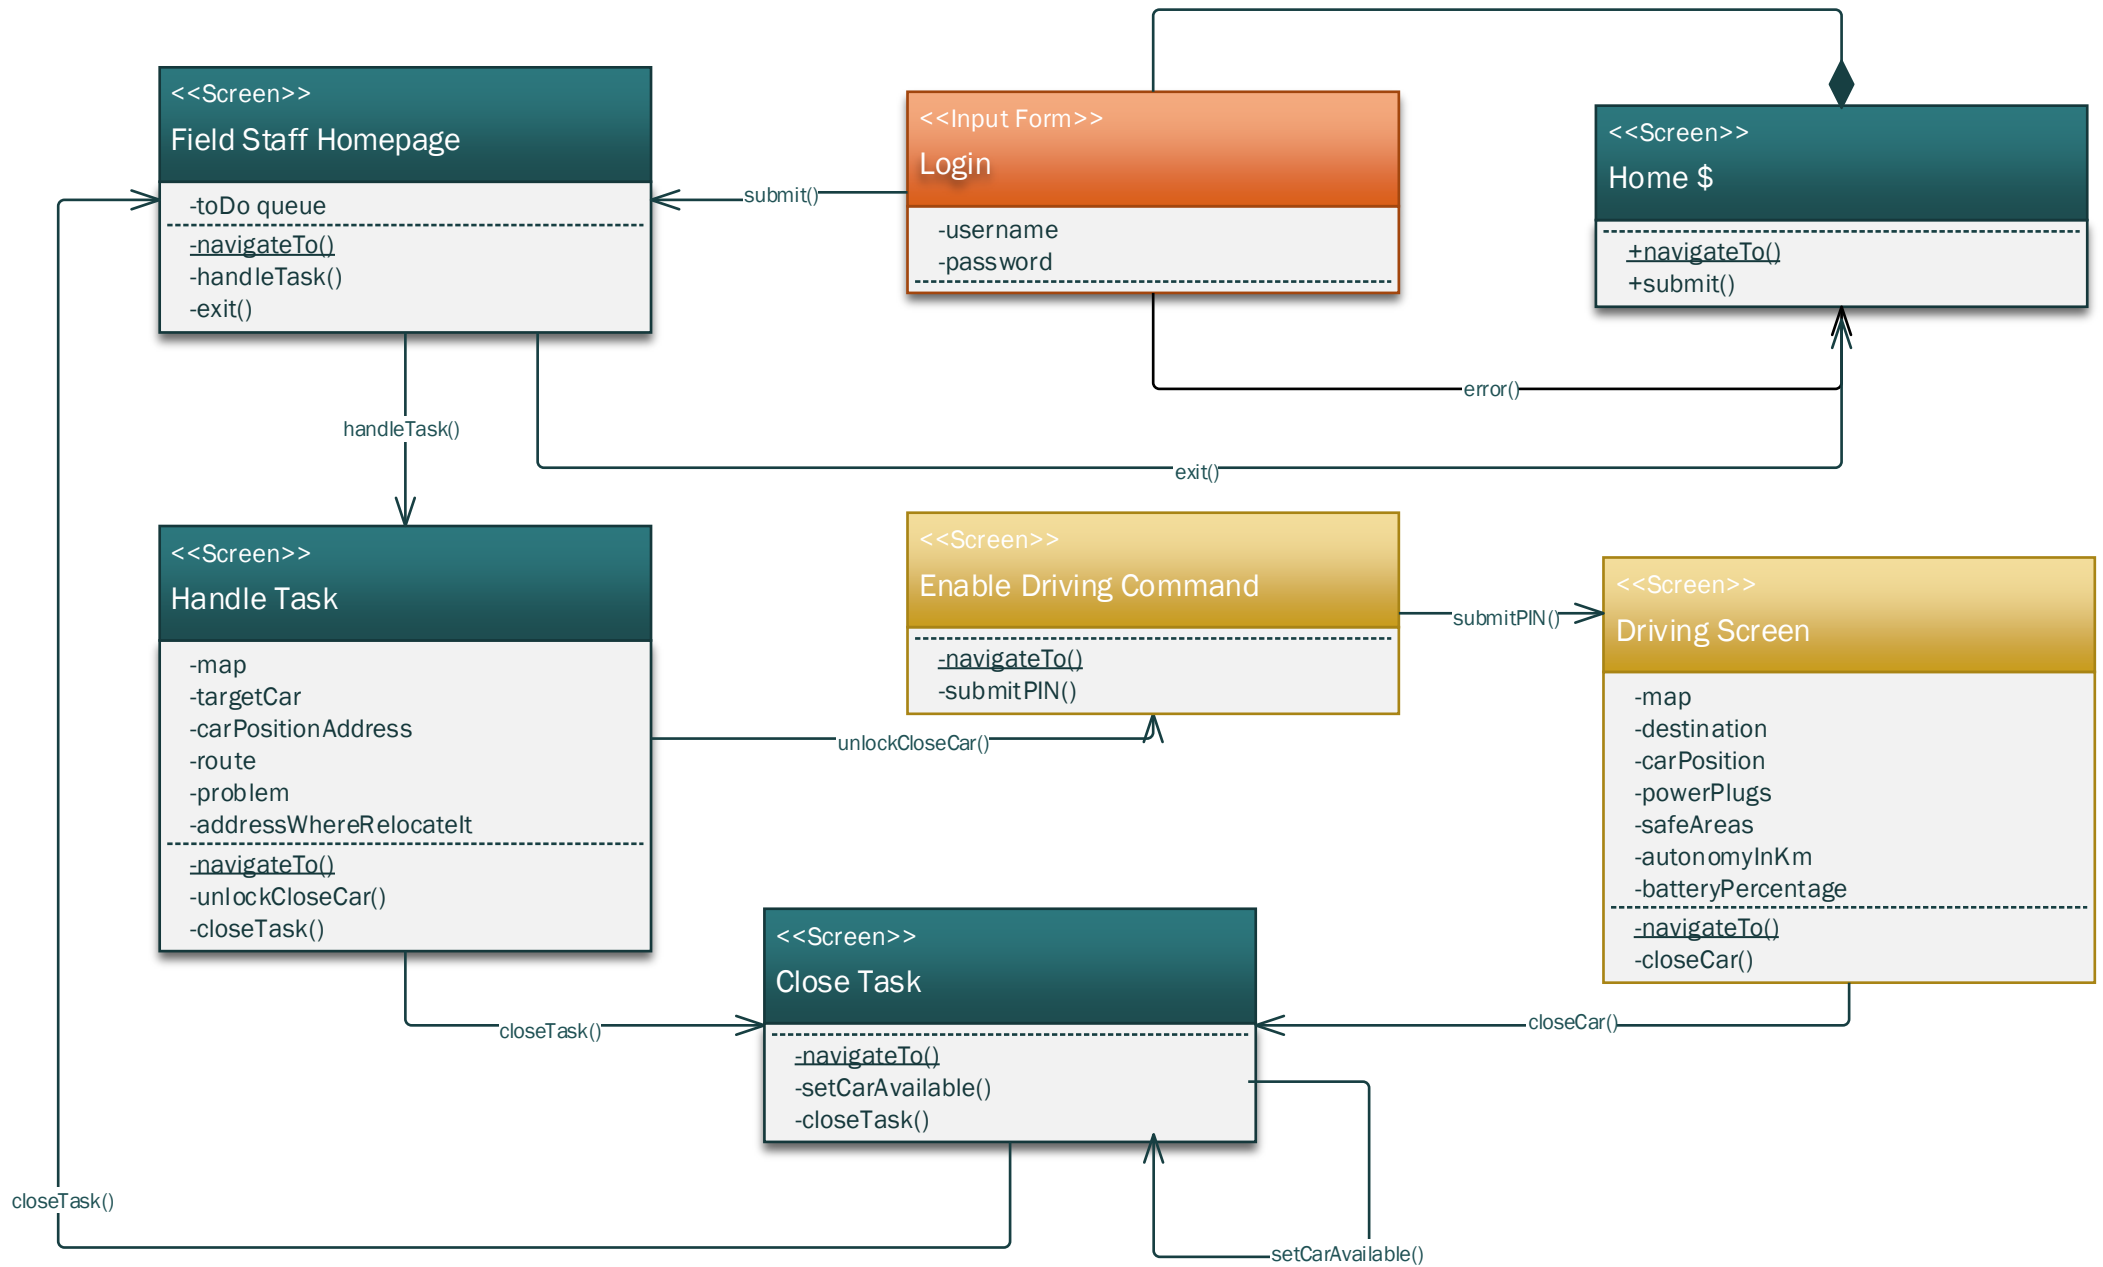 <<Screen>>
Field Staff Homepage
-toDo queue
-navigateTo()
-handleTask()
-exit()
submit()
<<Input Form>>
Login
-username
-password
<<Screen>>
Home $
+navigateTo()
+submit()
error()
handleTask()
exit()
<<Screen>>
Handle Task
-map
-targetCar
-carPositionAddress
-route
-problem
-addressWhereRelocateIt
-navigateTo()
-unlockCloseCar()
-closeTask()
<<Screen>>
Enable Driving Command
-navigateTo()
-submitPIN()
submitPIN()
unlockCloseCar()
<<Screen>>
Driving Screen
-map
-destination
-carPosition
-powerPlugs
-safeAreas
-autonomyInKm
-batteryPercentage
-navigateTo()
-closeCar()
<<Screen>>
Close Task
-navigateTo()
-setCarAvailable()
-closeTask()
closeTask()
closeCar()
closeTask()
setCarAvailable()